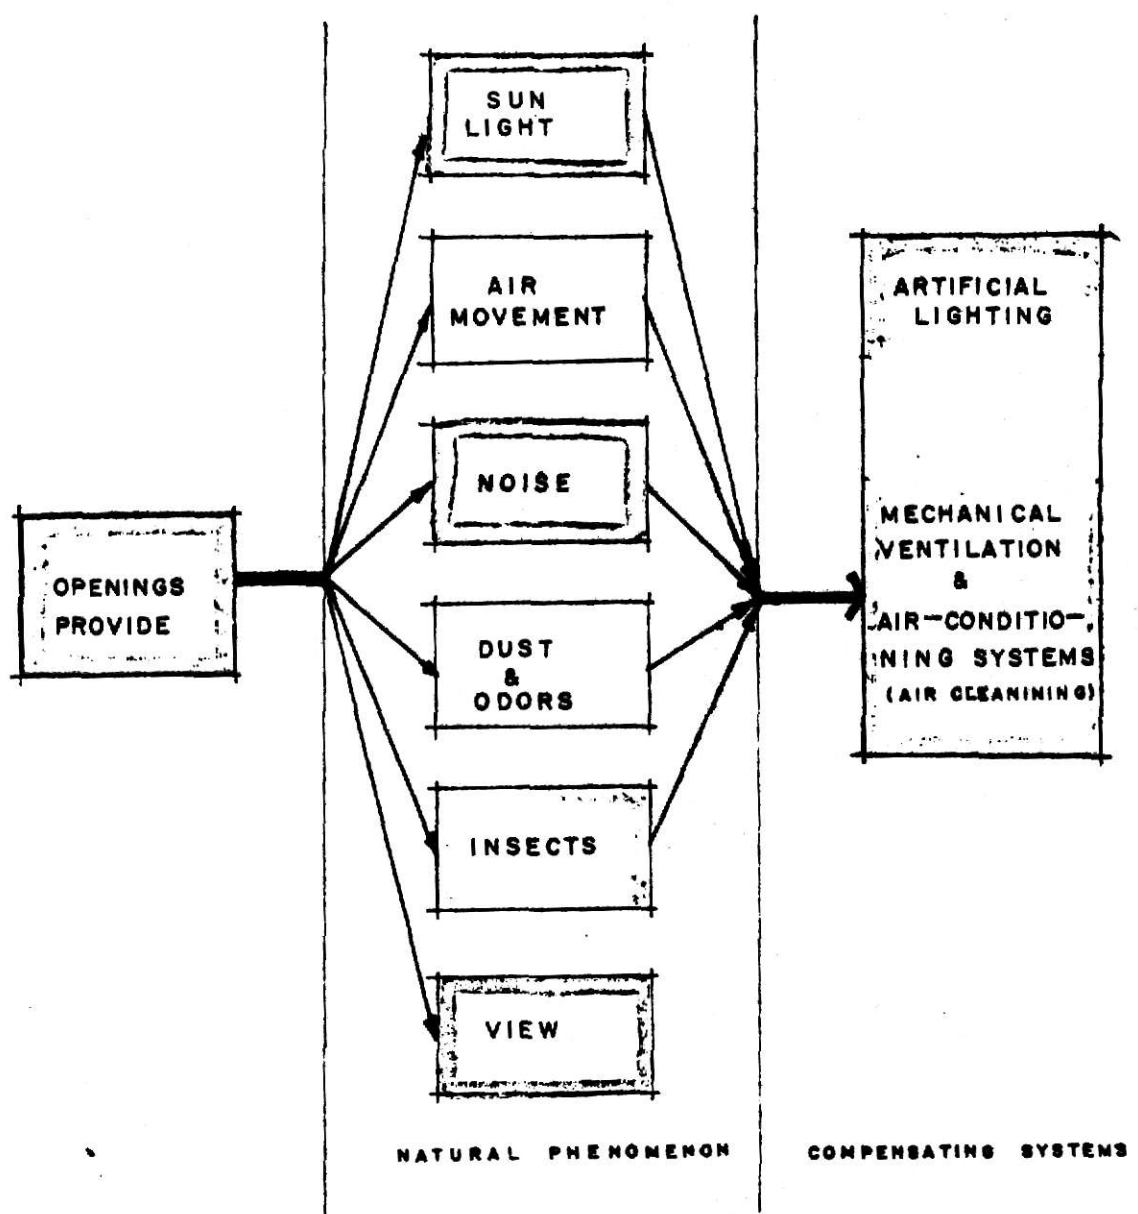 OPENINGS
PROVIDE
SUN
LIGHT
AIR
MOVEMENT
NOISE
DUST
&
ODORS
INSECTS
VIEW
ARTIFICIAL
LIGHTING
MECHANICAL
VENTILATION
&
AIR-CONDITIO-
NING SYSTEMS
(AIR CLEANINING)
NATURAL PHENOMENON
COMPENSATING SYSTEMS